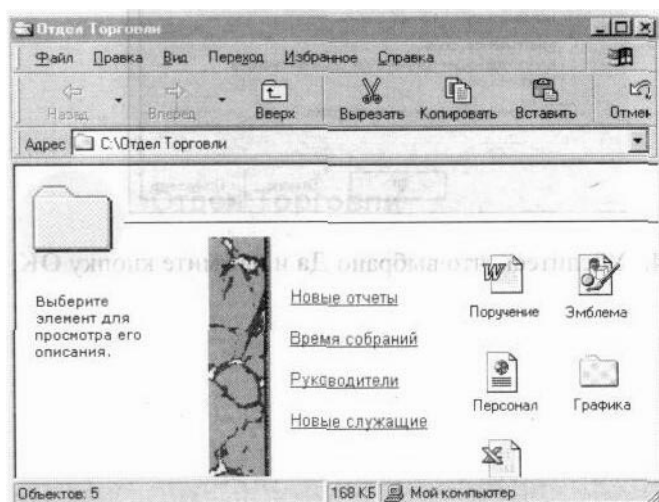 Отдел Торговли
Файл Правка Вид Переход Избранное Справка
Назад Вперед Вверх Вырезать Копировать Вставить Отмен
Адрес C:\Отдел Торговли
Выберите
элемент для
просмотра его
описания.
Новые отчеты
Время собраний
Руководители
Новые служащие
Поручение Эмблема
Персонал Графика
Объектов: 5 168 КБ Мой компьютер